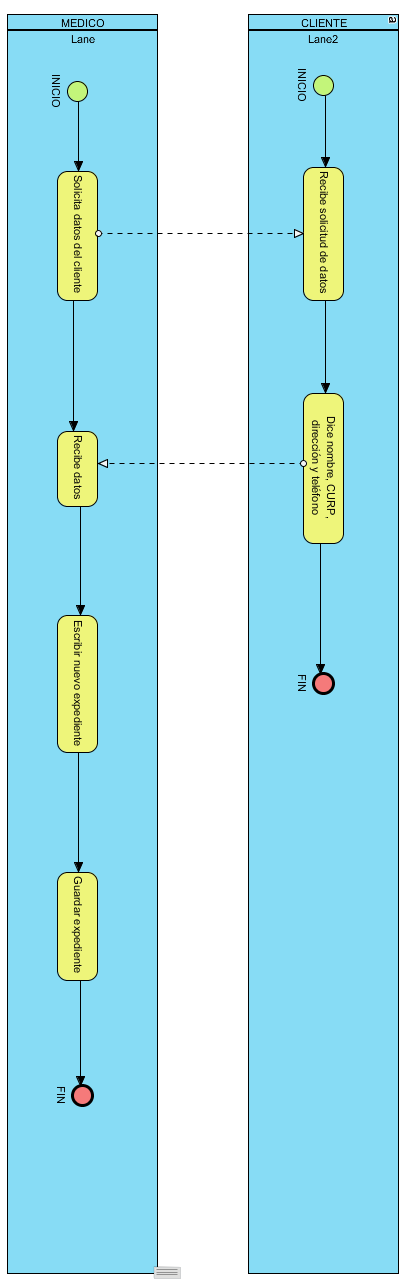 MEDICO
Lane
INICIO
Solicita datos del cliente
Recibe datos
Escribir nuevo expediente
Guardar expediente
FIN
CLIENTE
a
Lane2
INICIO
Recibe solicitud de datos
Dice nombre, CURP,
dirección y teléfono
FIN